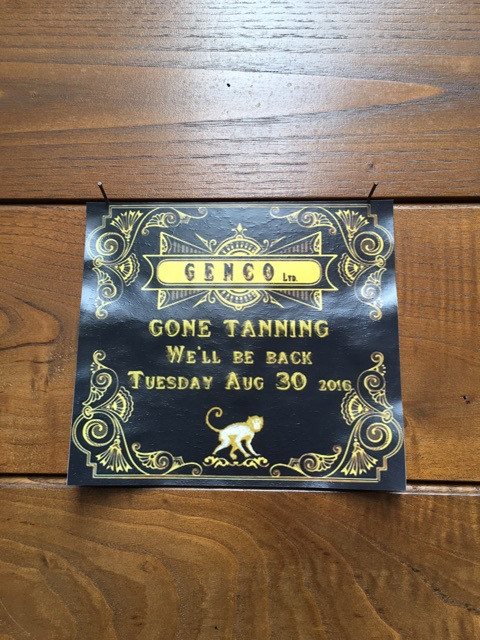 GENCO LTD.
GONE TANNING
WE'LL BE BACK
TUESDAY AUG 30 2016